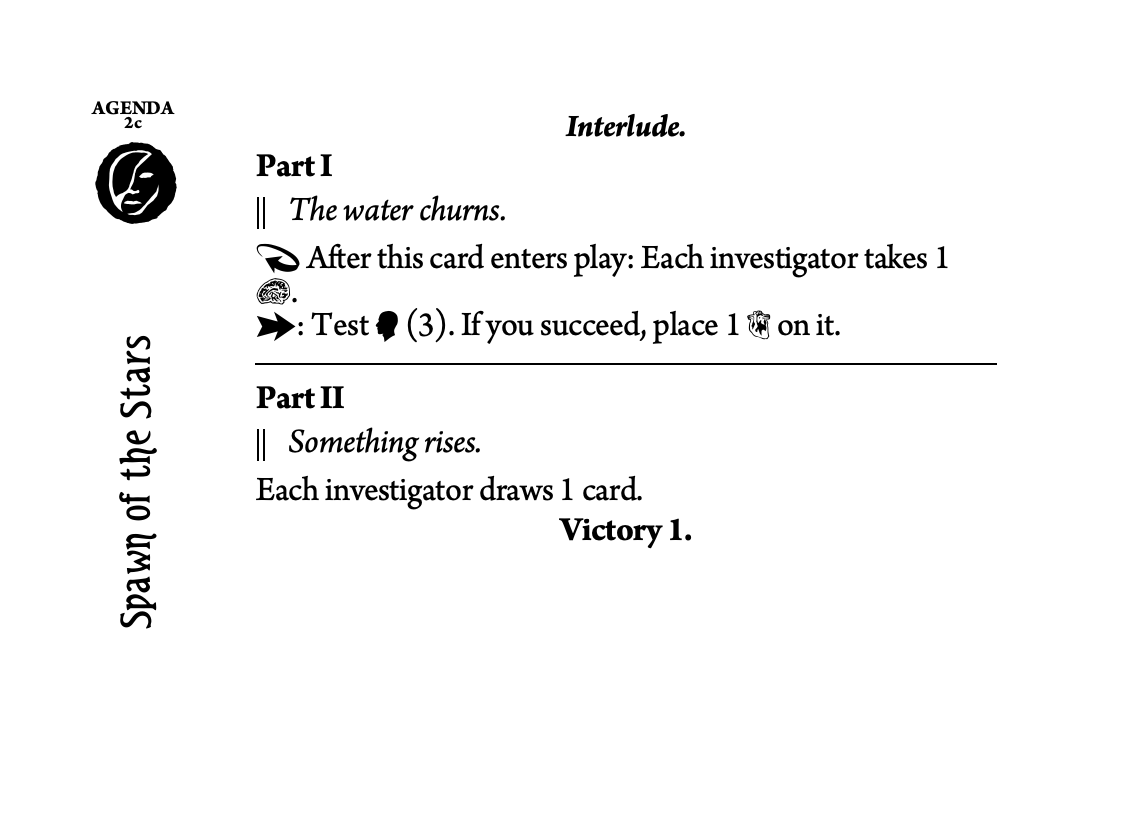 AGENDA
2c
Interlude.
Part I
The water churns.
After this card enters play: Each investigator takes 1
.
: Test (3). If you succeed, place 1 on it.
Part II
Something rises.
Each investigator draws 1 card.
Victory 1.
Spawn of the Stars